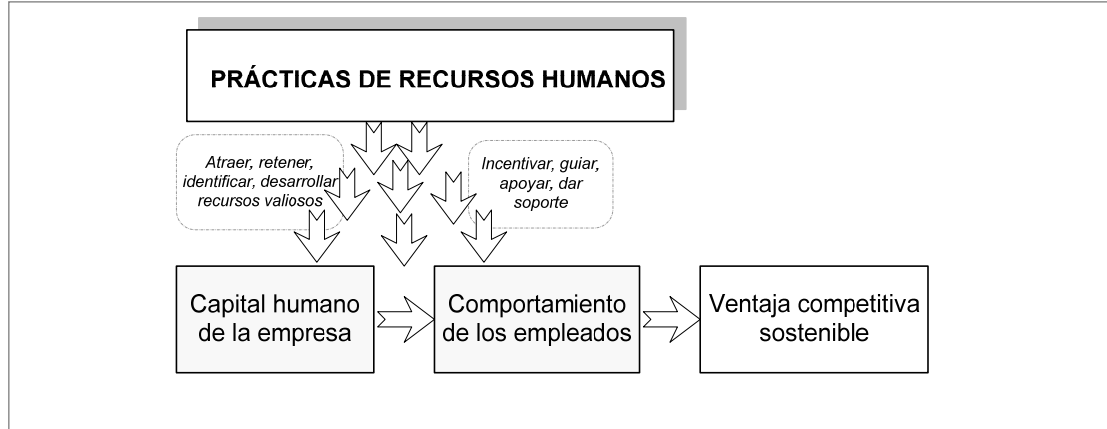 PRÁCTICAS DE RECURSOS HUMANOS
Atraer, retener,
identificar, desarrollar
recursos valiosos
Incentivar, guiar,
apoyar, dar
soporte
Capital humano
de la empresa
Comportamiento
de los empleados
Ventaja competitiva
sostenible